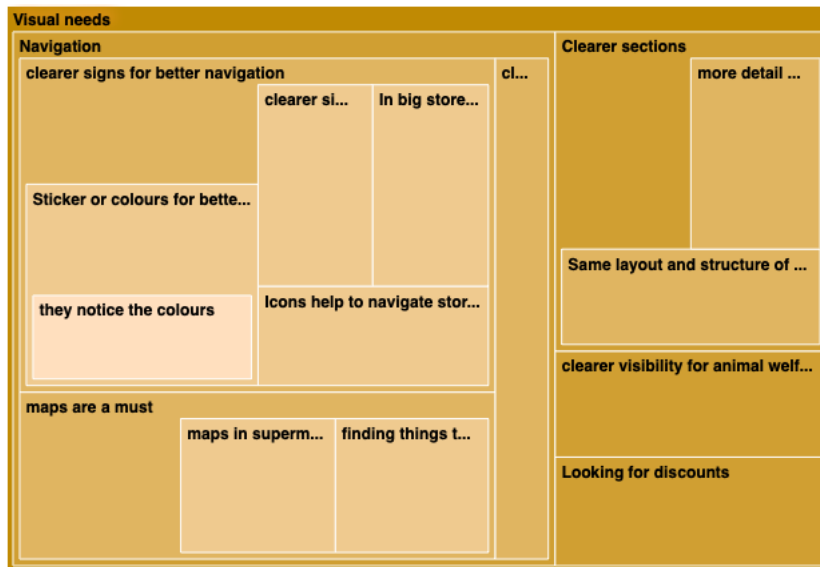 Visual needs
Navigation
clearer signs for better navigation
cl...
clearer si...
In big store...
Sticker or colours for bette...
they notice the colours
Icons help to navigate stor...
maps are a must
maps in superm...
finding things t...
Clearer sections
more detail ...
Same layout and structure of ...
clearer visibility for animal welf...
Looking for discounts